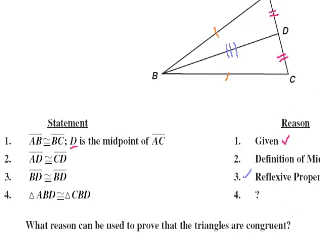 D
B
C
Statement Reason
1. AB ≅ BC; D is the midpoint of AC 1. Given
2. AD ≅ CD 2. Definition of
3. BD ≅ BD 3. Reflexive
4. △ABD ≅ △CBD 4. ?
What reason can be used to prove that the triangles are congruent?